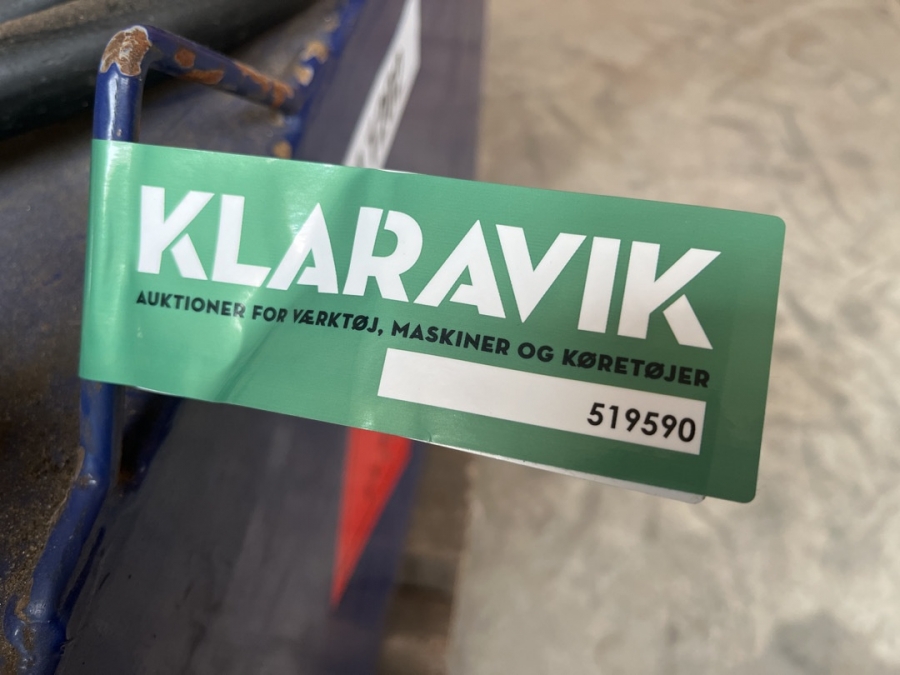 KLARAVIK
AUKTIONER FOR VÆRKTØJ, MASKINER OG KØRETØJER
519590